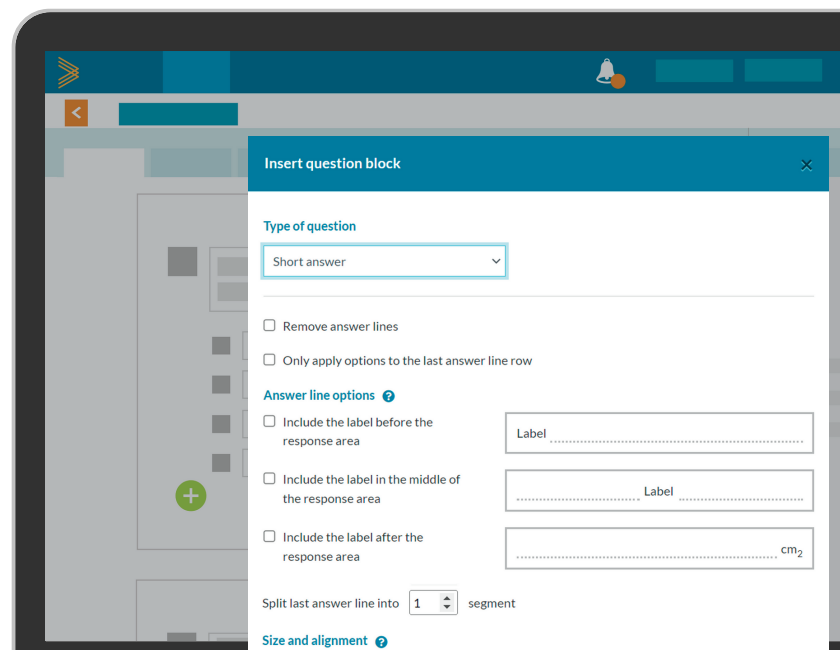 Insert question block
Type of question
Short answer
Remove answer lines
Only apply options to the last answer line row
Answer line options
Include the label before the
response area
Label
Include the label in the middle of
the response area
Label
Include the label after the
response area
cm₂
Split last answer line into 1 segment
Size and alignment